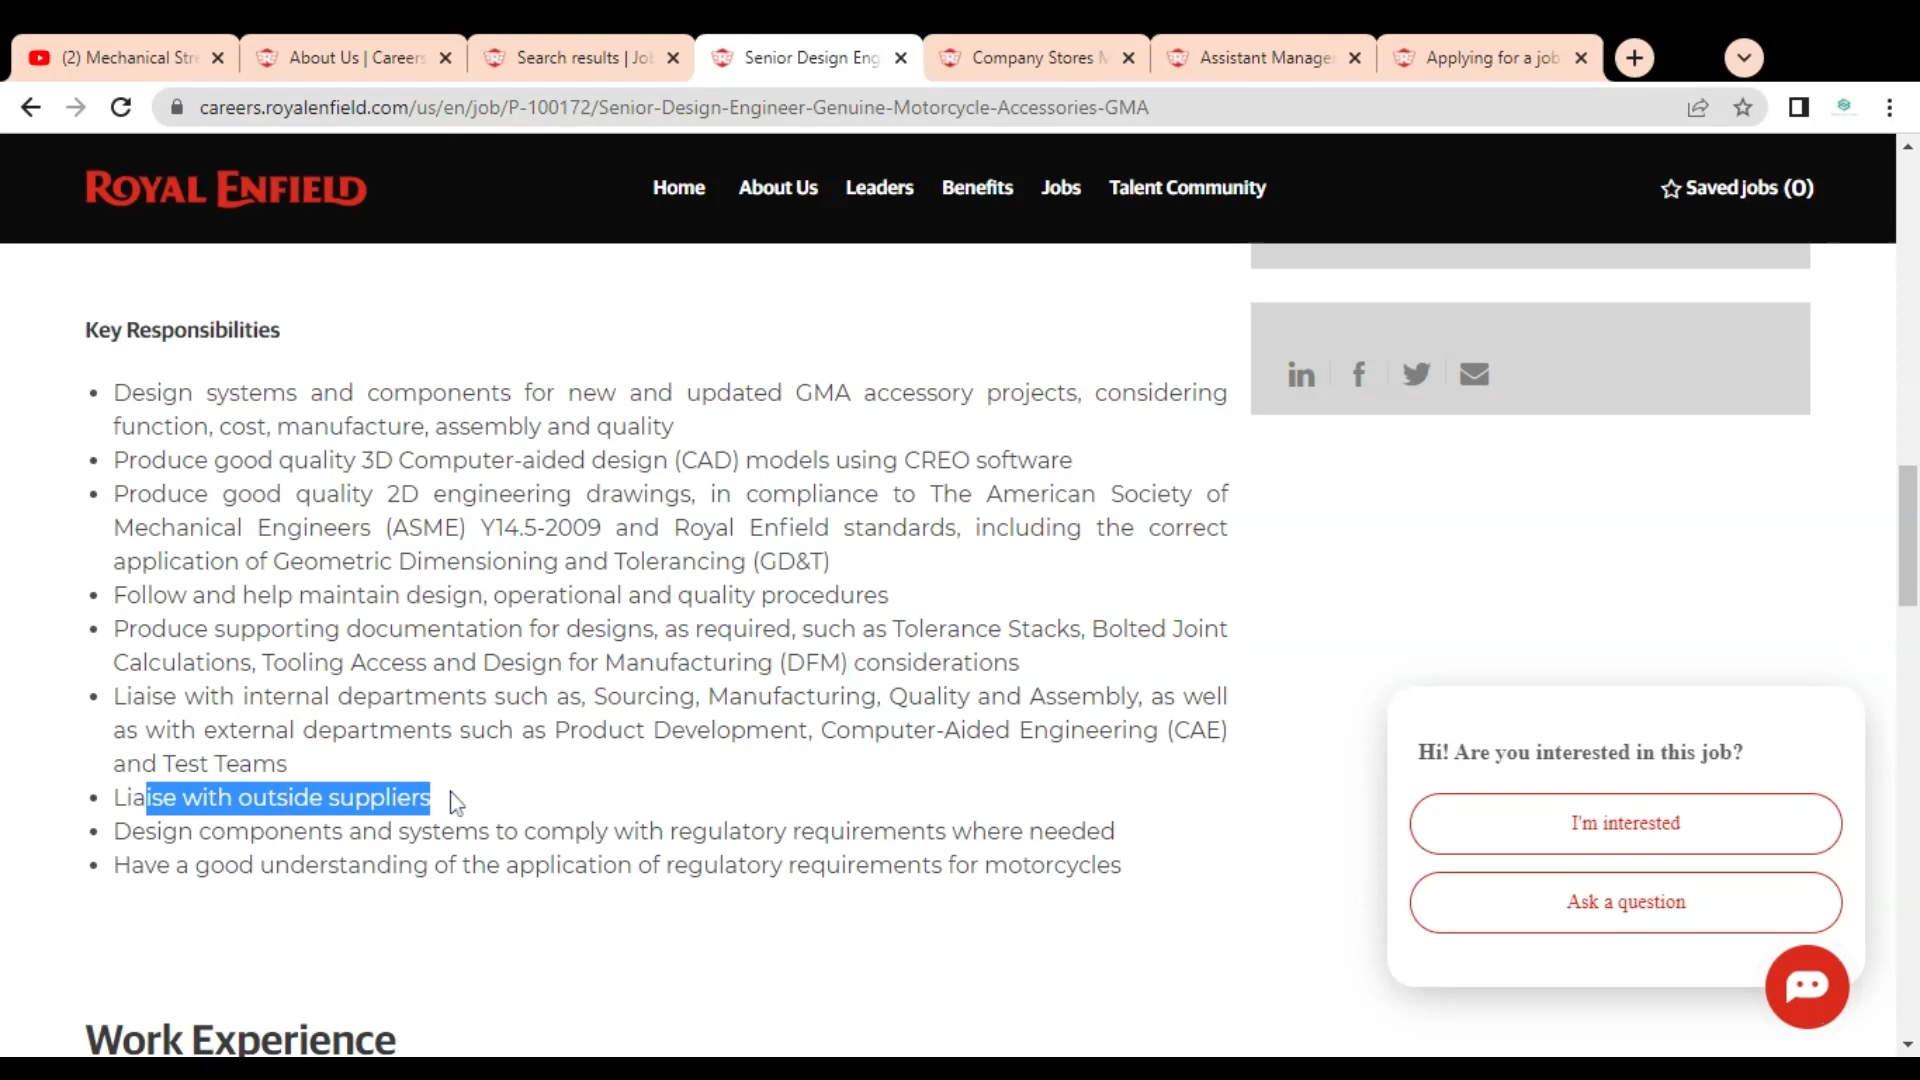 (2) Mechanical Str
About Us | Careers
Search results | Jo
Senior Design Eng
Company Stores M
Assistant Manage
Applying for a job
careers.royalenfield.com/us/en/job/P-100172/Senior-Design-Engineer-Genuine-Motorcycle-Accessories-GMA
ROYAL ENFIELD
Home
About Us
Leaders
Benefits
Jobs
Talent Community
Saved jobs (0)
Key Responsibilities
• Design systems and components for new and updated GMA accessory projects, considering
function, cost, manufacture, assembly and quality
• Produce good quality 3D Computer-aided design (CAD) models using CREO software
• Produce good quality 2D engineering drawings, in compliance to The American Society of
Mechanical Engineers (ASME) Y14.5-2009 and Royal Enfield standards, including the correct
application of Geometric Dimensioning and Tolerancing (GD&T)
• Follow and help maintain design, operational and quality procedures
• Produce supporting documentation for designs, as required, such as Tolerance Stacks, Bolted Joint
Calculations, Tooling Access and Design for Manufacturing (DFM) considerations
• Liaise with internal departments such as, Sourcing, Manufacturing, Quality and Assembly, as well
as with external departments such as Product Development, Computer-Aided Engineering (CAE)
and Test Teams
• Liaise with outside suppliers
• Design components and systems to comply with regulatory requirements where needed
• Have a good understanding of the application of regulatory requirements for motorcycles
Work Experience
Hi! Are you interested in this job?
I'm interested
Ask a question